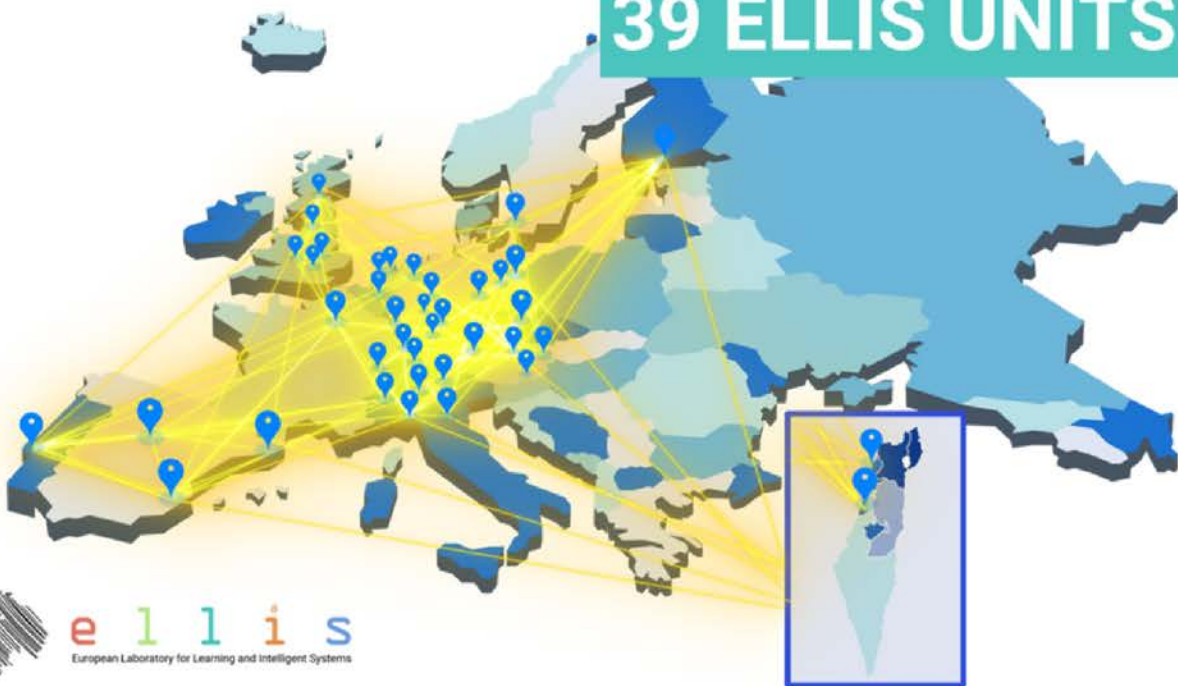 39 ELLIS UNITS
ellis
European Laboratory for Learning and Intelligent Systems